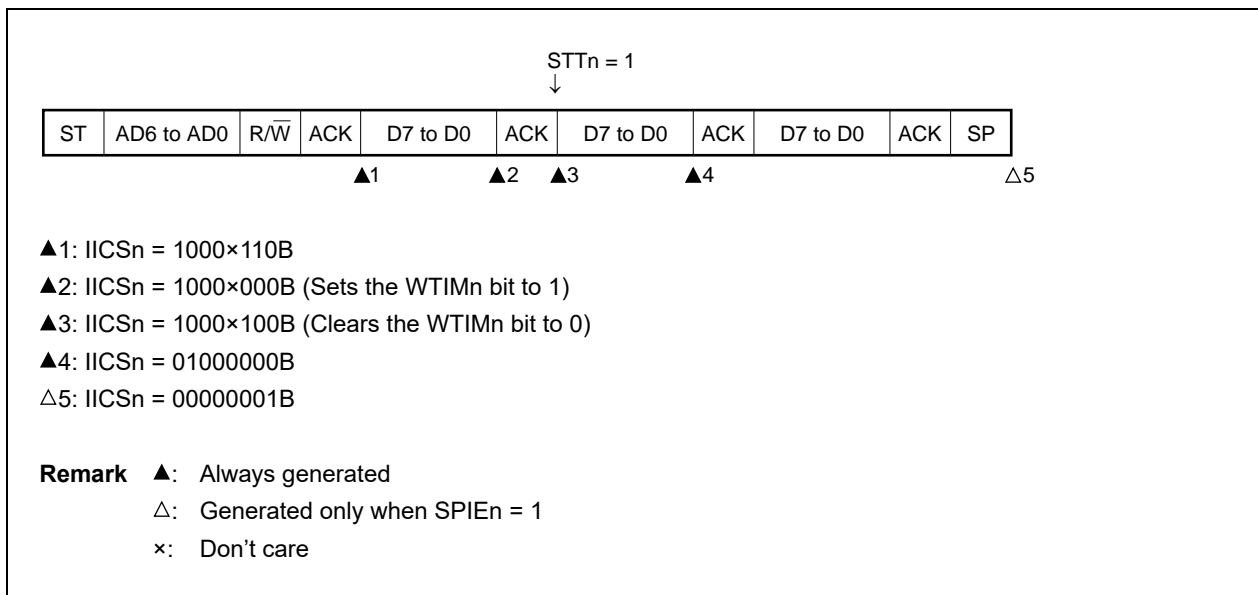 STTn = 1
↓
ST AD6 to AD0 R/W̅ ACK D7 to D0 ACK D7 to D0 ACK D7 to D0 ACK SP
▲1 ▲2 ▲3 ▲4 △5
▲1: IICSn = 1000×110B
▲2: IICSn = 1000×000B (Sets the WTIMn bit to 1)
▲3: IICSn = 1000×100B (Clears the WTIMn bit to 0)
▲4: IICSn = 01000000B
△5: IICSn = 00000001B
Remark ▲: Always generated
△: Generated only when SPIEn = 1
×: Don't care